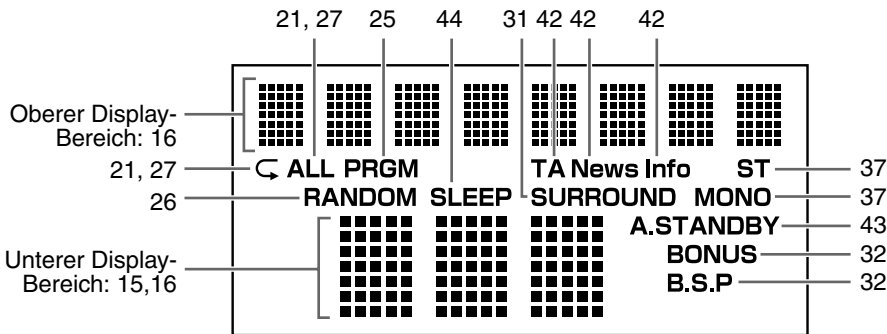 21, 27 25 44 31 42 42 42
Oberer Display-
Bereich: 16
ALL PRGM TA News Info ST
21, 27 37
RANDOM SLEEP SURROUND MONO
26 37
A.STANDBY 43
Unterer Display-
Bereich: 15,16
BONUS 32
B.S.P 32